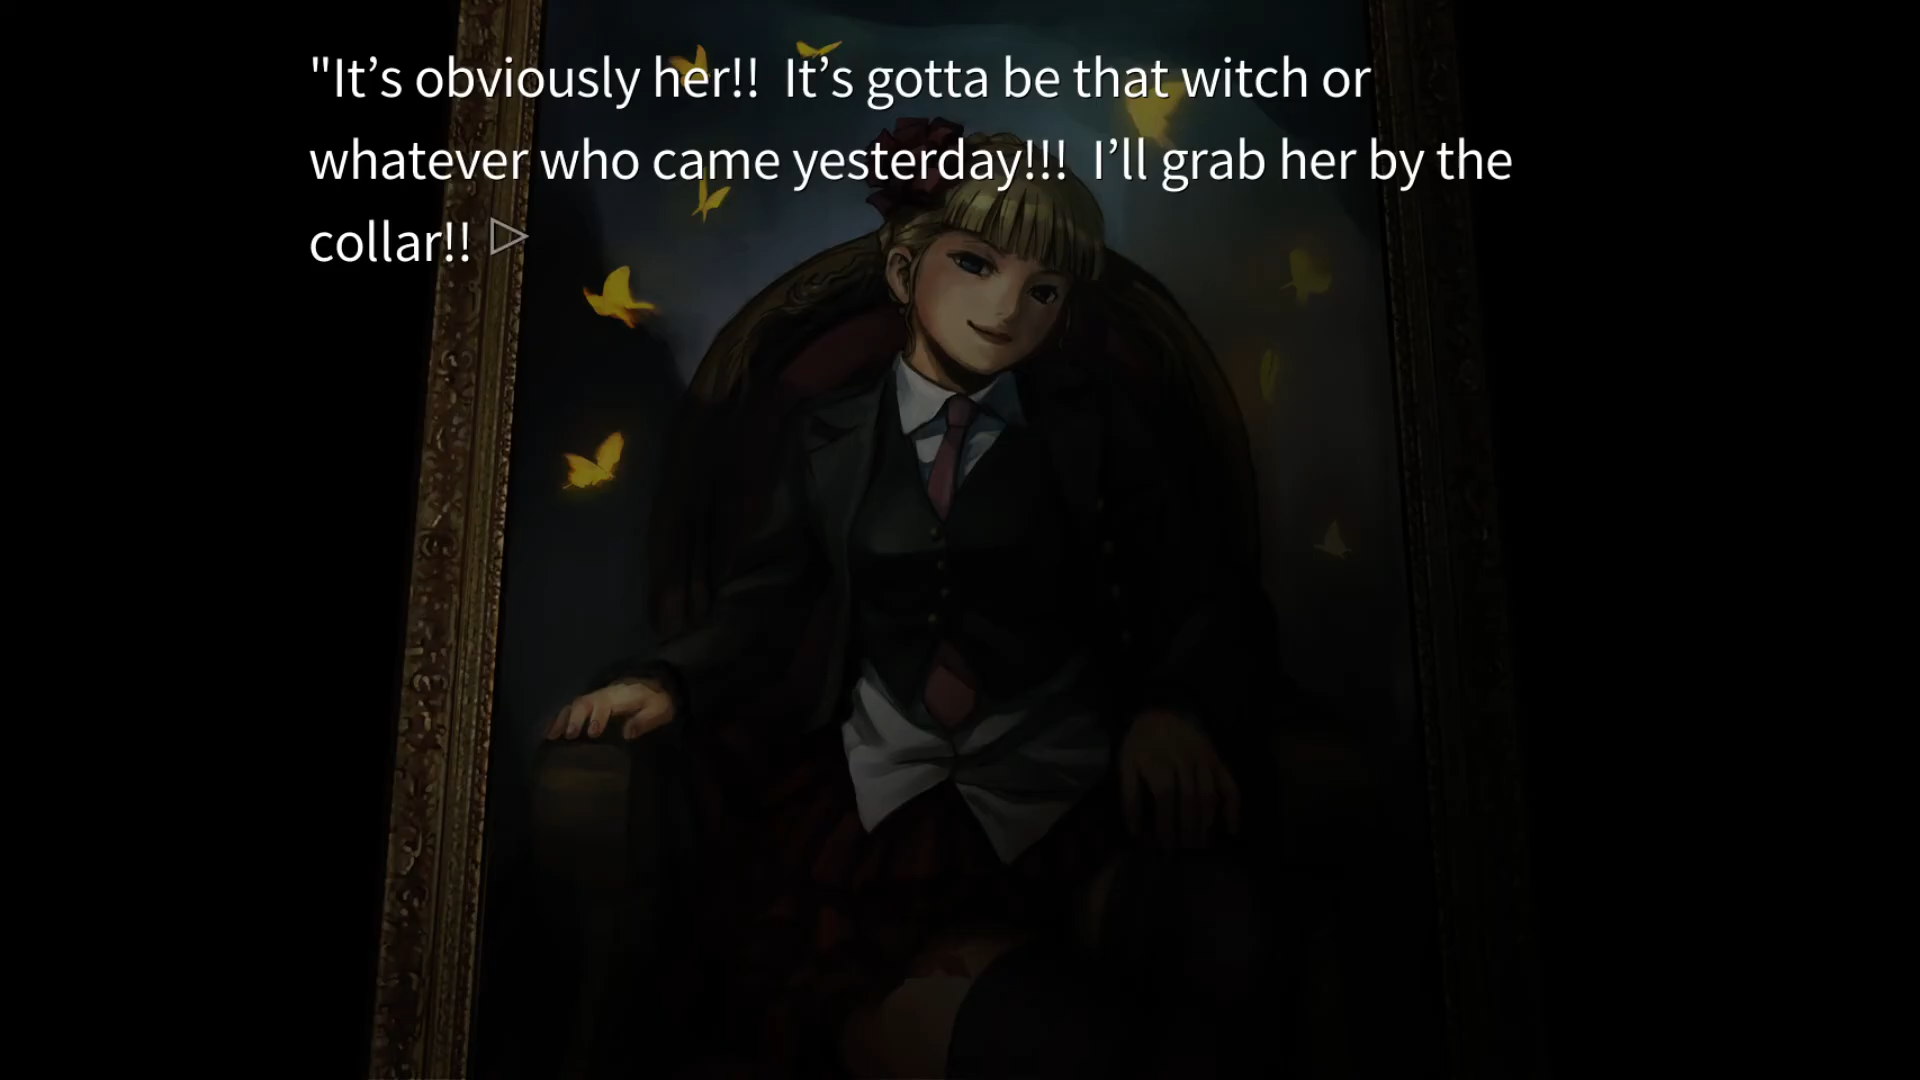 "It’s obviously her!!  It’s gotta be that witch or
whatever who came yesterday!!!  I’ll grab her by the
collar!!